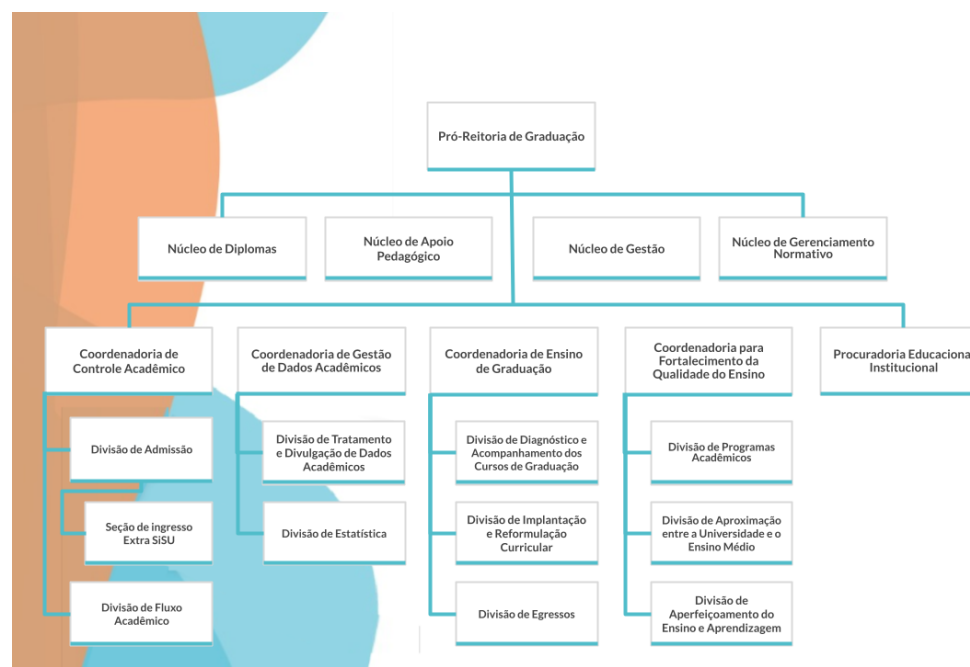 Pró-Reitoria de Graduação
Núcleo de Diplomas
Núcleo de Apoio
Pedagógico
Núcleo de Gestão
Núcleo de Gerenciamento
Normativo
Coordenadoria de
Controle Acadêmico
Coordenadoria de Gestão
de Dados Acadêmicos
Coordenadoria de Ensino
de Graduação
Coordenadoria para
Fortalecimento da
Qualidade do Ensino
Procuradoria Educaciona
Institucional
Divisão de Admissão
Divisão de Tratamento
e Divulgação de Dados
Acadêmicos
Divisão de Diagnóstico e
Acompanhamento dos
Cursos de Graduação
Divisão de Programas
Acadêmicos
Seção de ingresso
Extra SiSU
Divisão de Estatística
Divisão de Implantação
e Reformulação
Curricular
Divisão de Aproximação
entre a Universidade e o
Ensino Médio
Divisão de Fluxo
Acadêmico
Divisão de Egressos
Divisão de
Aperfeiçoamento do
Ensino e Aprendizagem